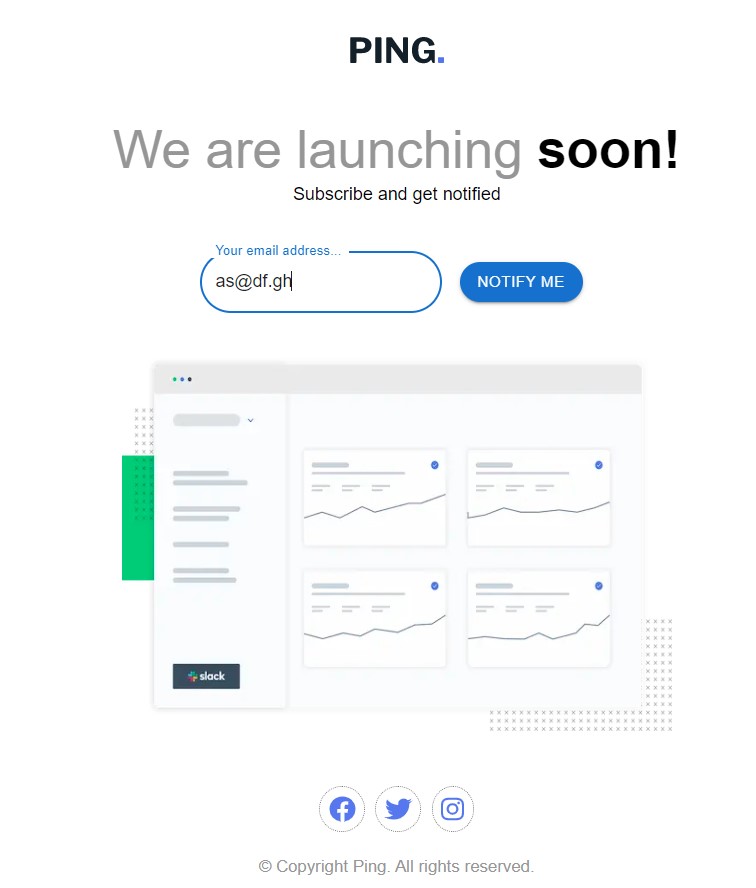 PING.
We are launching soon!
Subscribe and get notified
Your email address...
as@df.gh
NOTIFY ME
slack
© Copyright Ping. All rights reserved.